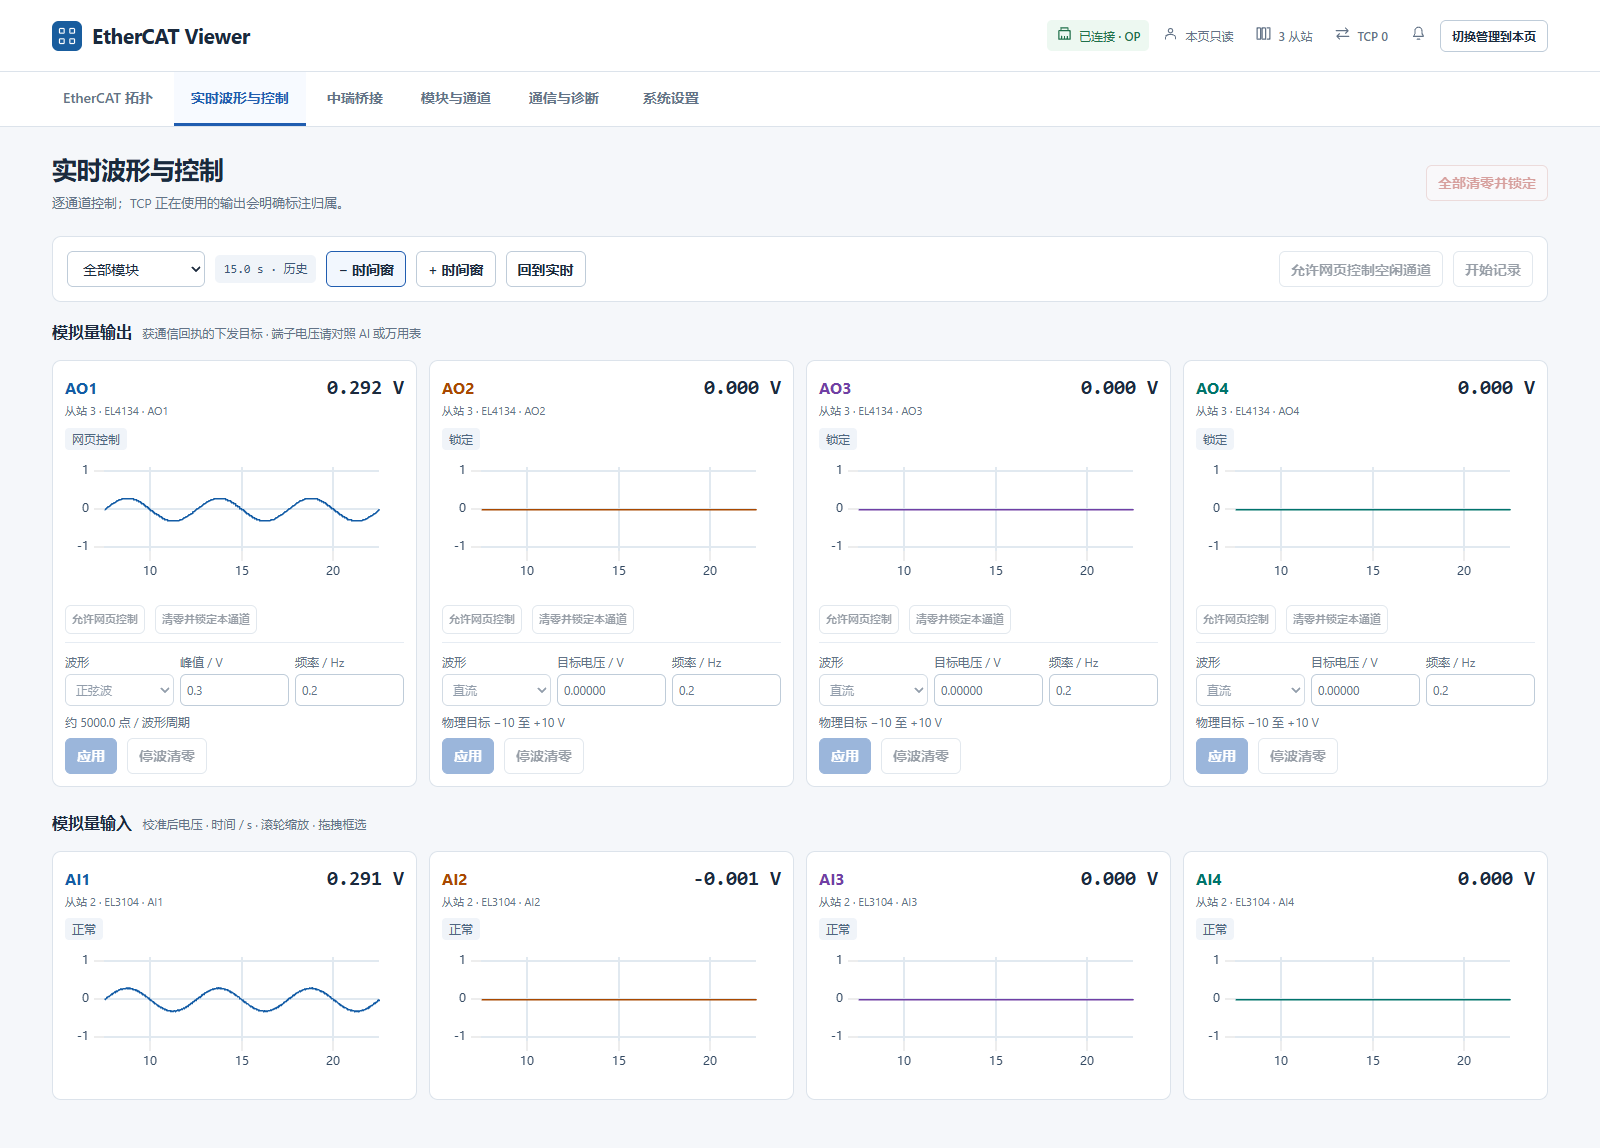 EtherCAT Viewer
已连接 · OP
本页只读
3 从站
TCP 0
切换管理到本页
EtherCAT 拓扑
实时波形与控制
中瑞桥接
模块与通道
通信与诊断
系统设置
实时波形与控制
逐通道控制；TCP 正在使用的输出会明确标注归属。
全部清零并锁定
全部模块
15.0 s · 历史
− 时间窗
+ 时间窗
回到实时
允许网页控制空闲通道
开始记录
模拟量输出 获通信回执的下发目标 · 端子电压请对照 AI 或万用表
AO1 0.292 V
从站 3 · EL4134 · AO1
网页控制
1
0
-1
10 15 20
允许网页控制 清零并锁定本通道
波形 峰值 / V 频率 / Hz
正弦波 0.3 0.2
约 5000.0 点 / 波形周期
应用 停波清零
AO2 0.000 V
从站 3 · EL4134 · AO2
锁定
1
0
-1
10 15 20
允许网页控制 清零并锁定本通道
波形 目标电压 / V 频率 / Hz
直流 0.00000 0.2
物理目标 −10 至 +10 V
应用 停波清零
AO3 0.000 V
从站 3 · EL4134 · AO3
锁定
1
0
-1
10 15 20
允许网页控制 清零并锁定本通道
波形 目标电压 / V 频率 / Hz
直流 0.00000 0.2
物理目标 −10 至 +10 V
应用 停波清零
AO4 0.000 V
从站 3 · EL4134 · AO4
锁定
1
0
-1
10 15 20
允许网页控制 清零并锁定本通道
波形 目标电压 / V 频率 / Hz
直流 0.00000 0.2
物理目标 −10 至 +10 V
应用 停波清零
模拟量输入 校准后电压 · 时间 / s · 滚轮缩放 · 拖拽框选
AI1 0.291 V
从站 2 · EL3104 · AI1
正常
1
0
-1
10 15 20
AI2 -0.001 V
从站 2 · EL3104 · AI2
正常
1
0
-1
10 15 20
AI3 0.000 V
从站 2 · EL3104 · AI3
正常
1
0
-1
10 15 20
AI4 0.000 V
从站 2 · EL3104 · AI4
正常
1
0
-1
10 15 20